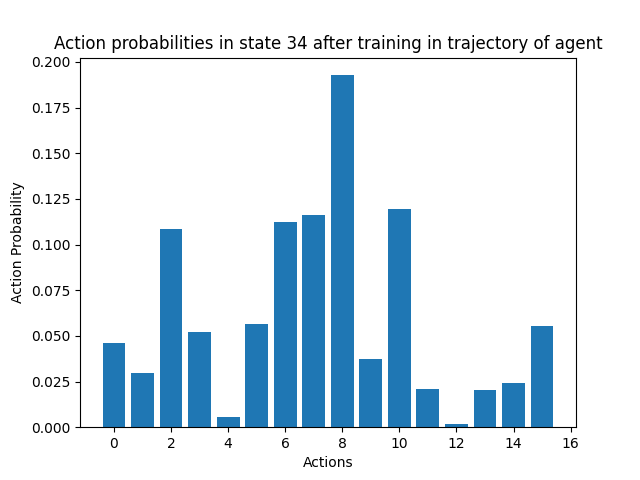 Action probabilities in state 34 after training in trajectory of agent
0.200
0.175
0.150
0.125
0.100
0.075
0.050
0.025
0.000
Action Probability
0 2 4 6 8 10 12 14 16
Actions